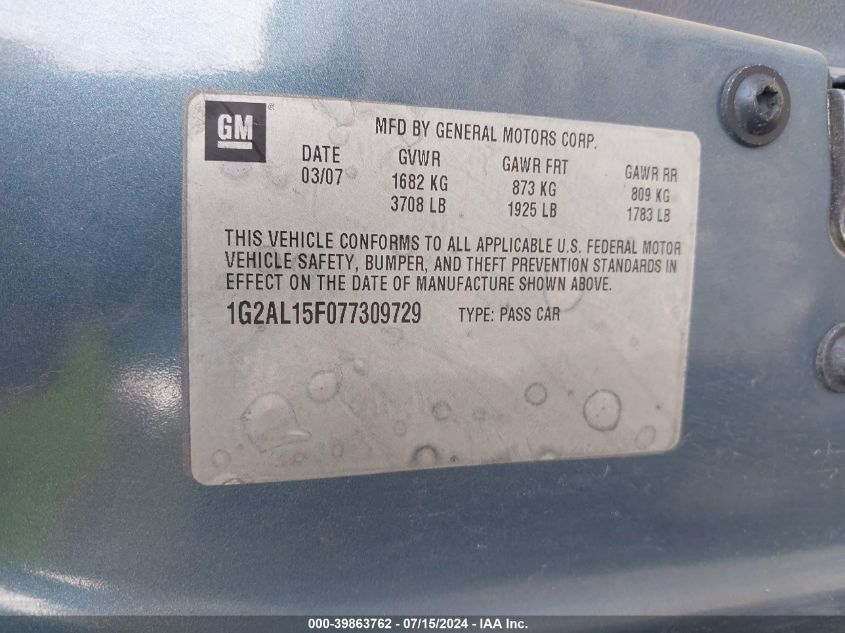 GM ® MFD BY GENERAL MOTORS CORP.
DATE GVWR GAWR FRT GAWR RR
03/07 1682 KG 873 KG 809 KG
3708 LB 1925 LB 1783 LB
THIS VEHICLE CONFORMS TO ALL APPLICABLE U.S. FEDERAL MOTOR
VEHICLE SAFETY, BUMPER, AND THEFT PREVENTION STANDARDS IN
EFFECT ON THE DATE OF MANUFACTURE SHOWN ABOVE.
1G2AL15F077309729 TYPE: PASS CAR
000-39863762 - 07/15/2024 - IAA Inc.